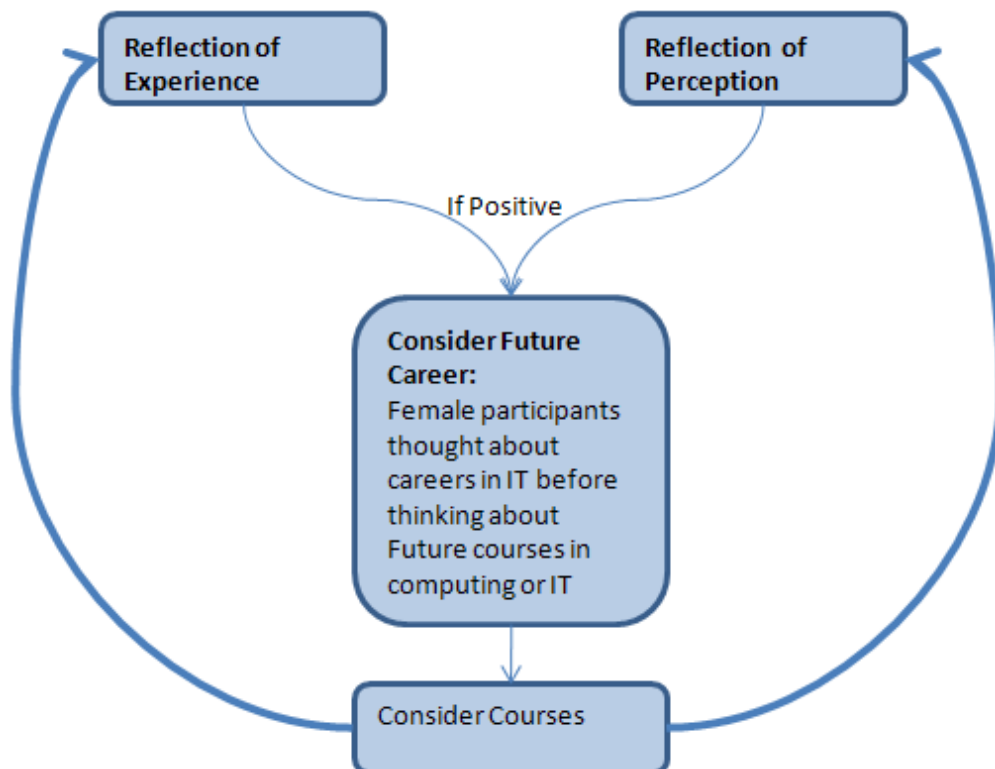 Reflection of
Experience
Reflection of
Perception
If Positive
Consider Future
Career:
Female participants
thought about
careers in IT before
thinking about
Future courses in
computing or IT
Consider Courses